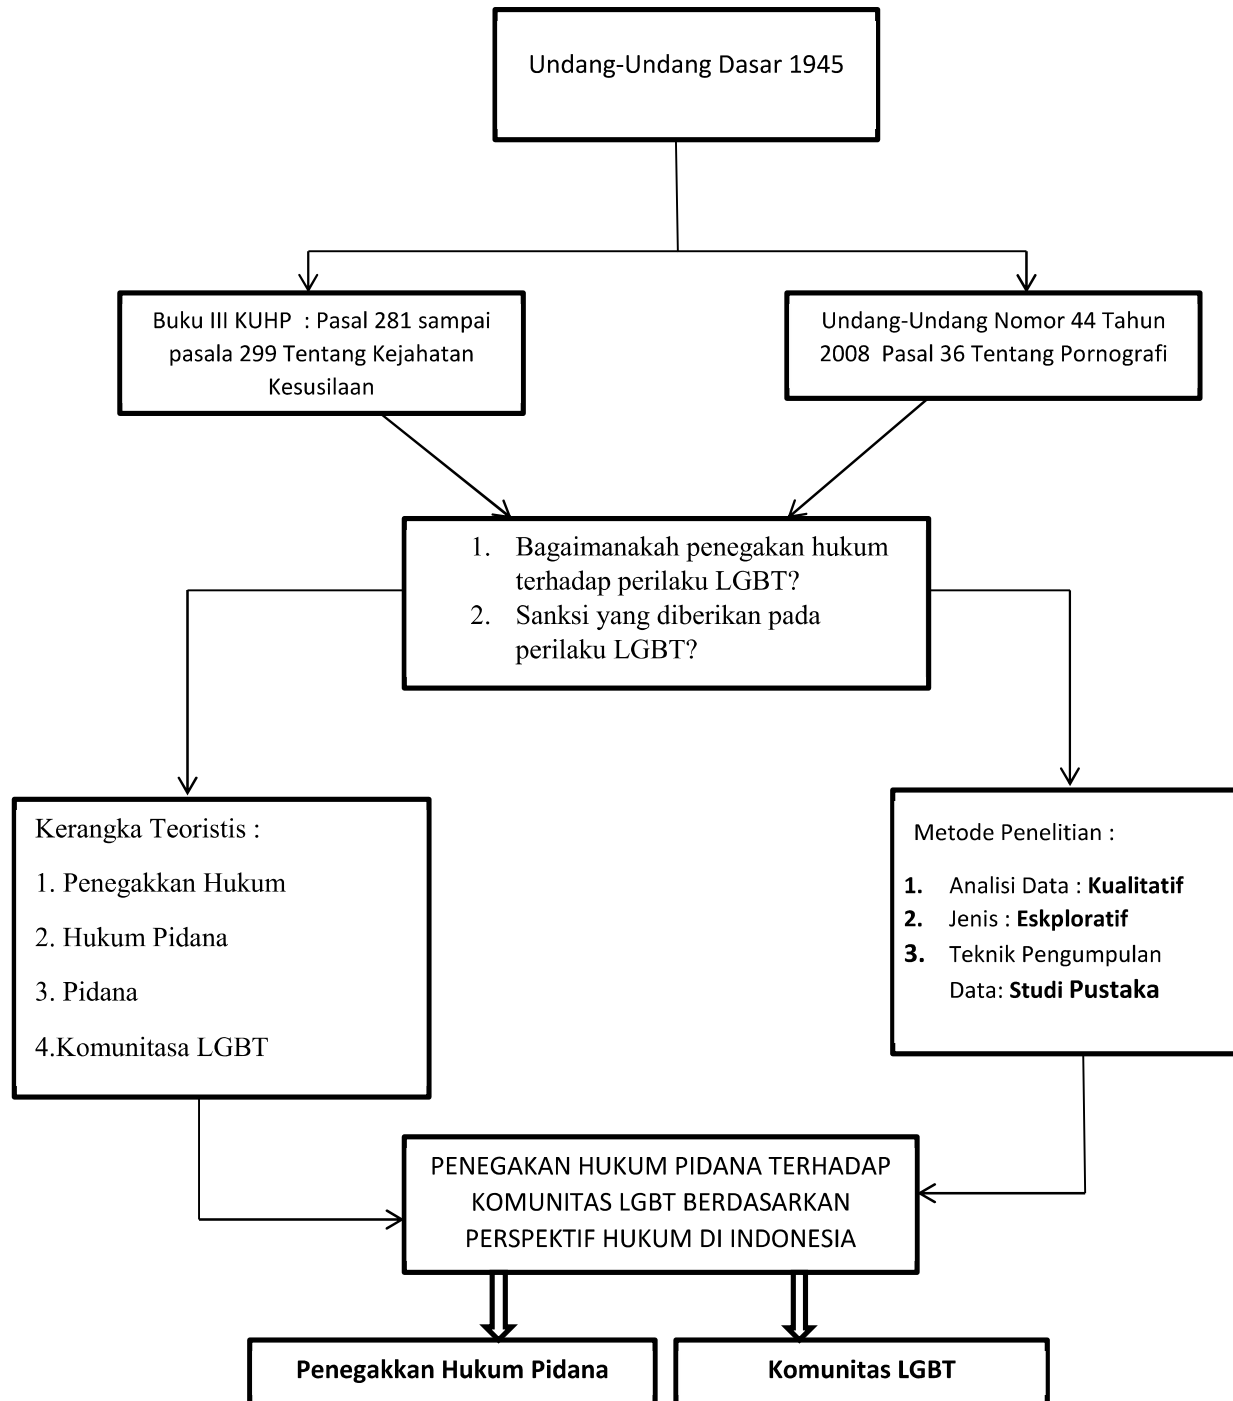 Undang-Undang Dasar 1945
Buku III KUHP : Pasal 281 sampai
pasala 299 Tentang Kejahatan
Kesusilaan
Undang-Undang Nomor 44 Tahun
2008 Pasal 36 Tentang Pornografi
1. Bagaimanakah penegakan hukum
terhadap perilaku LGBT?
2. Sanksi yang diberikan pada
perilaku LGBT?
Kerangka Teoristis :
1. Penegakkan Hukum
2. Hukum Pidana
3. Pidana
4.Komunitasa LGBT
Metode Penelitian :
1. Analisi Data : Kualitatif
2. Jenis : Eskploratif
3. Teknik Pengumpulan
Data: Studi Pustaka
PENEGAKAN HUKUM PIDANA TERHADAP
KOMUNITAS LGBT BERDASARKAN
PERSPEKTIF HUKUM DI INDONESIA
Penegakkan Hukum Pidana
Komunitas LGBT